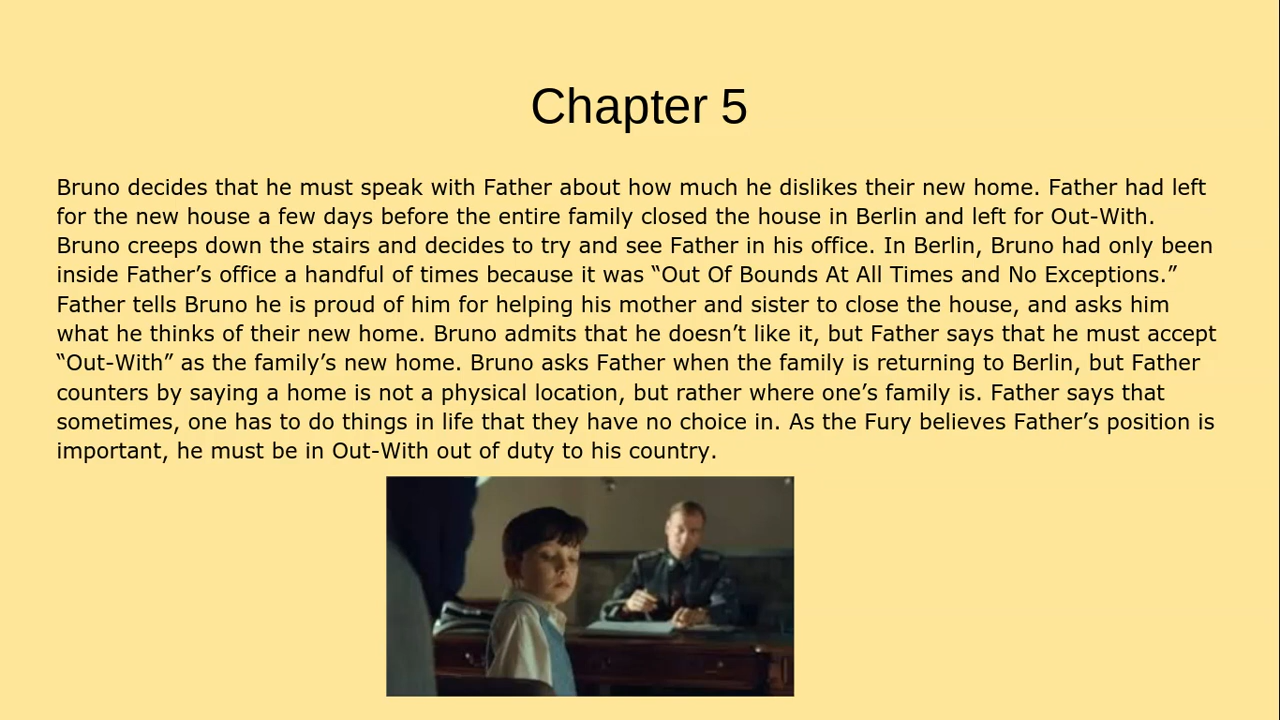 Chapter 5
Bruno decides that he must speak with Father about how much he dislikes their new home. Father had left
for the new house a few days before the entire family closed the house in Berlin and left for Out-With.
Bruno creeps down the stairs and decides to try and see Father in his office. In Berlin, Bruno had only been
inside Father’s office a handful of times because it was “Out Of Bounds At All Times and No Exceptions.”
Father tells Bruno he is proud of him for helping his mother and sister to close the house, and asks him
what he thinks of their new home. Bruno admits that he doesn’t like it, but Father says that he must accept
“Out-With” as the family’s new home. Bruno asks Father when the family is returning to Berlin, but Father
counters by saying a home is not a physical location, but rather where one’s family is. Father says that
sometimes, one has to do things in life that they have no choice in. As the Fury believes Father’s position is
important, he must be in Out-With out of duty to his country.